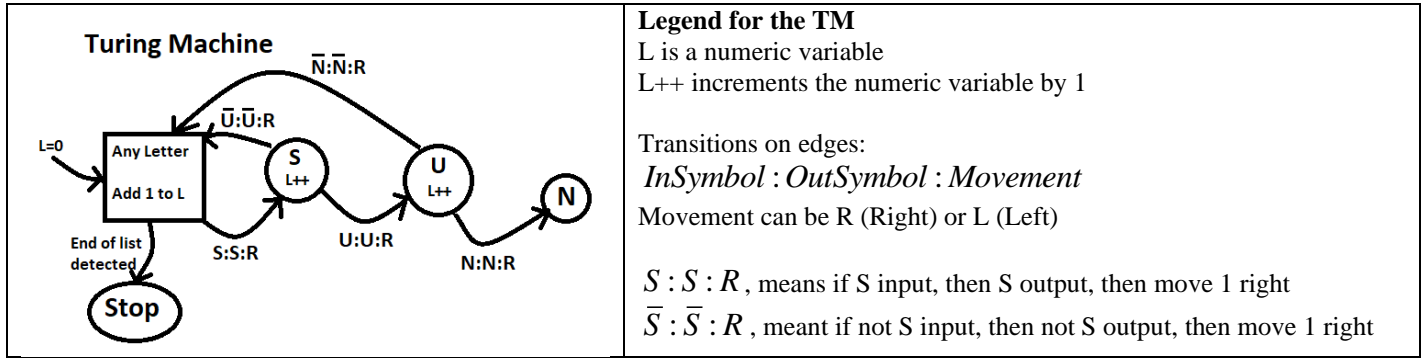 Turing Machine
N̅:N̅:R
U̅:U̅:R
L=0
Any Letter
Add 1 to L
S
L++
U
L++
N
S:S:R
U:U:R
N:N:R
End of list
detected
Stop
Legend for the TM
L is a numeric variable
L++ increments the numeric variable by 1
Transitions on edges:
InSymbol : OutSymbol : Movement
Movement can be R (Right) or L (Left)
S : S : R , means if S input, then S output, then move 1 right
S̅ : S̅ : R , meant if not S input, then not S output, then move 1 right